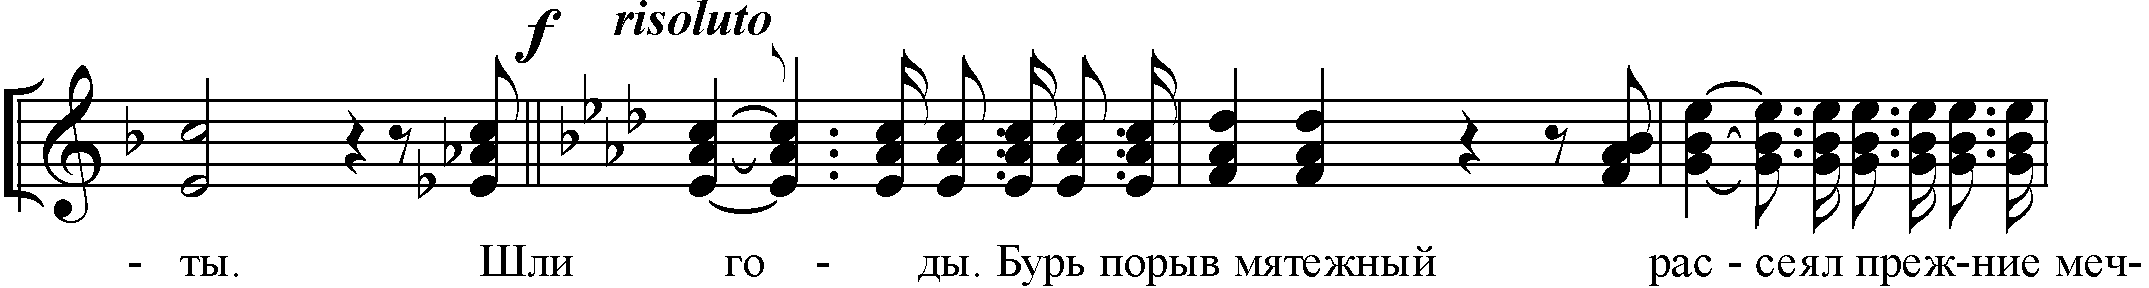 f risoluto
- ты. Шли го - ды. Бурь порыв мятежный рас - сеял преж-ние меч-